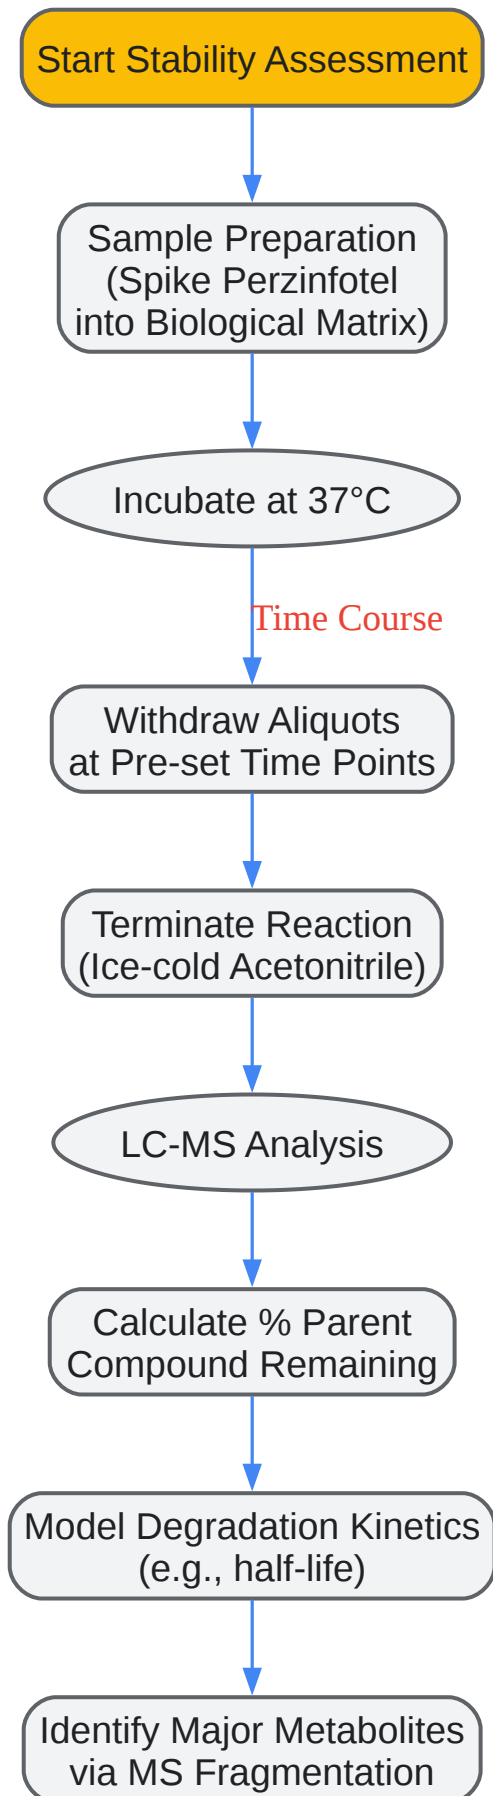 Start Stability Assessment
Sample Preparation
(Spike Perzinfotel
into Biological Matrix)
Incubate at 37°C
Time Course
Withdraw Aliquots
at Pre-set Time Points
Terminate Reaction
(Ice-cold Acetonitrile)
LC-MS Analysis
Calculate % Parent
Compound Remaining
Model Degradation Kinetics
(e.g., half-life)
Identify Major Metabolites
via MS Fragmentation